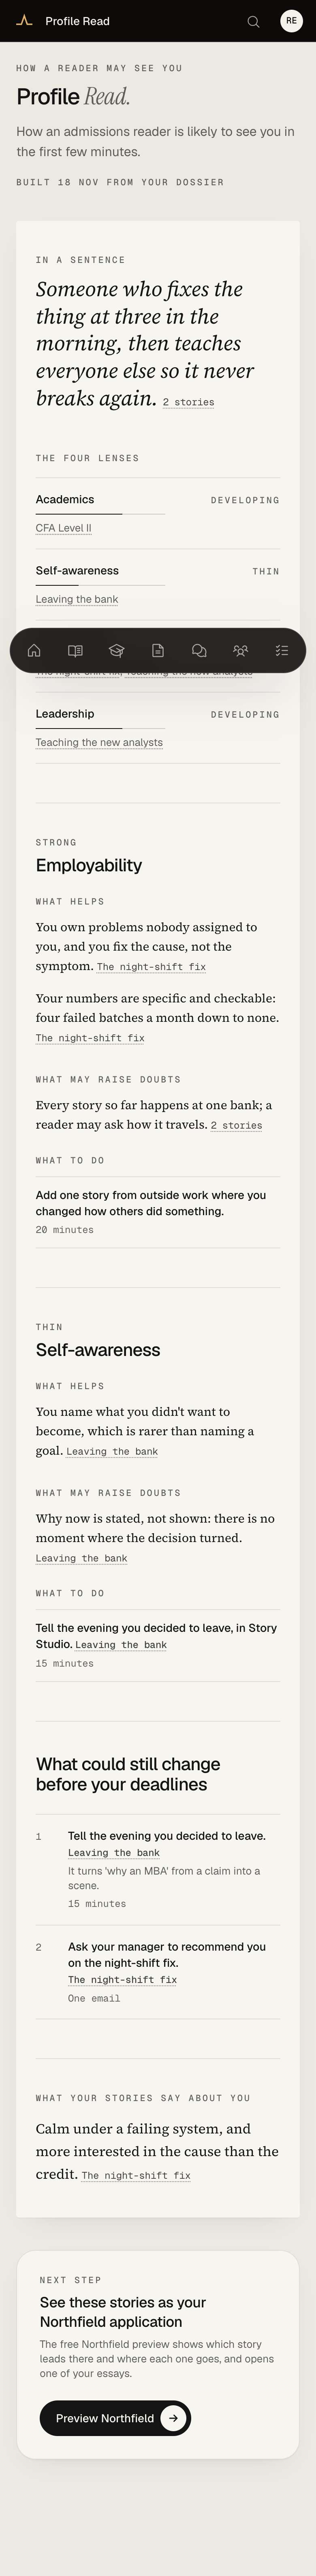 Profile Read
RE
HOW A READER MAY SEE YOU
Profile Read.
How an admissions reader is likely to see you in
the first few minutes.
BUILT 18 NOV FROM YOUR DOSSIER
IN A SENTENCE
Someone who fixes the
thing at three in the
morning, then teaches
everyone else so it never
breaks again. 2 stories
THE FOUR LENSES
Academics
DEVELOPING
CFA Level II
Self-awareness
THIN
Leaving the bank
The night-shift fix, Teaching the new analysts
Leadership
DEVELOPING
Teaching the new analysts
STRONG
Employability
WHAT HELPS
You own problems nobody assigned to
you, and you fix the cause, not the
symptom. The night-shift fix
Your numbers are specific and checkable:
four failed batches a month down to none.
The night-shift fix
WHAT MAY RAISE DOUBTS
Every story so far happens at one bank; a
reader may ask how it travels. 2 stories
WHAT TO DO
Add one story from outside work where you
changed how others did something.
20 minutes
THIN
Self-awareness
WHAT HELPS
You name what you didn't want to
become, which is rarer than naming a
goal. Leaving the bank
WHAT MAY RAISE DOUBTS
Why now is stated, not shown: there is no
moment where the decision turned.
Leaving the bank
WHAT TO DO
Tell the evening you decided to leave, in Story
Studio. Leaving the bank
15 minutes
What could still change
before your deadlines
1
Tell the evening you decided to leave.
Leaving the bank
It turns 'why an MBA' from a claim into a
scene.
15 minutes
2
Ask your manager to recommend you
on the night-shift fix.
The night-shift fix
One email
WHAT YOUR STORIES SAY ABOUT YOU
Calm under a failing system, and
more interested in the cause than the
credit. The night-shift fix
NEXT STEP
See these stories as your
Northfield application
The free Northfield preview shows which story
leads there and where each one goes, and opens
one of your essays.
Preview Northfield